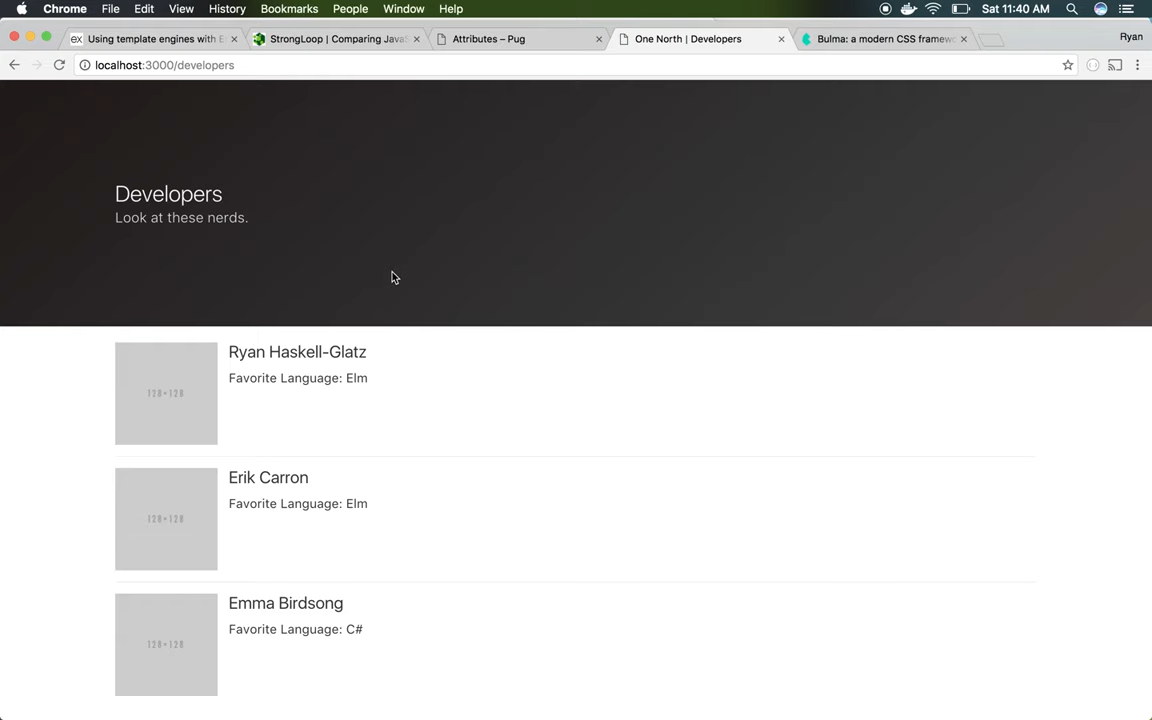 Chrome File Edit View History Bookmarks People Window Help Sat 11:40 AM
ex Using template engines with E
StrongLoop | Comparing JavaS
Attributes – Pug
One North | Developers
Bulma: a modern CSS framewo
Ryan
localhost:3000/developers
Developers
Look at these nerds.
128×128
Ryan Haskell-Glatz
Favorite Language: Elm
128×128
Erik Carron
Favorite Language: Elm
128×128
Emma Birdsong
Favorite Language: C#